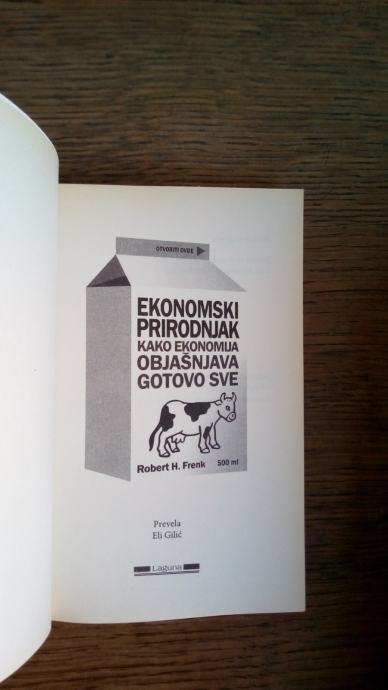 OTVORITI OVDE
EKONOMSKI
PRIRODNJAK
KAKO EKONOMIJA
OBJAŠNJAVA
GOTOVO SVE
Robert H. Frenk 500 ml
Prevela
Eli Gilić
Laguna